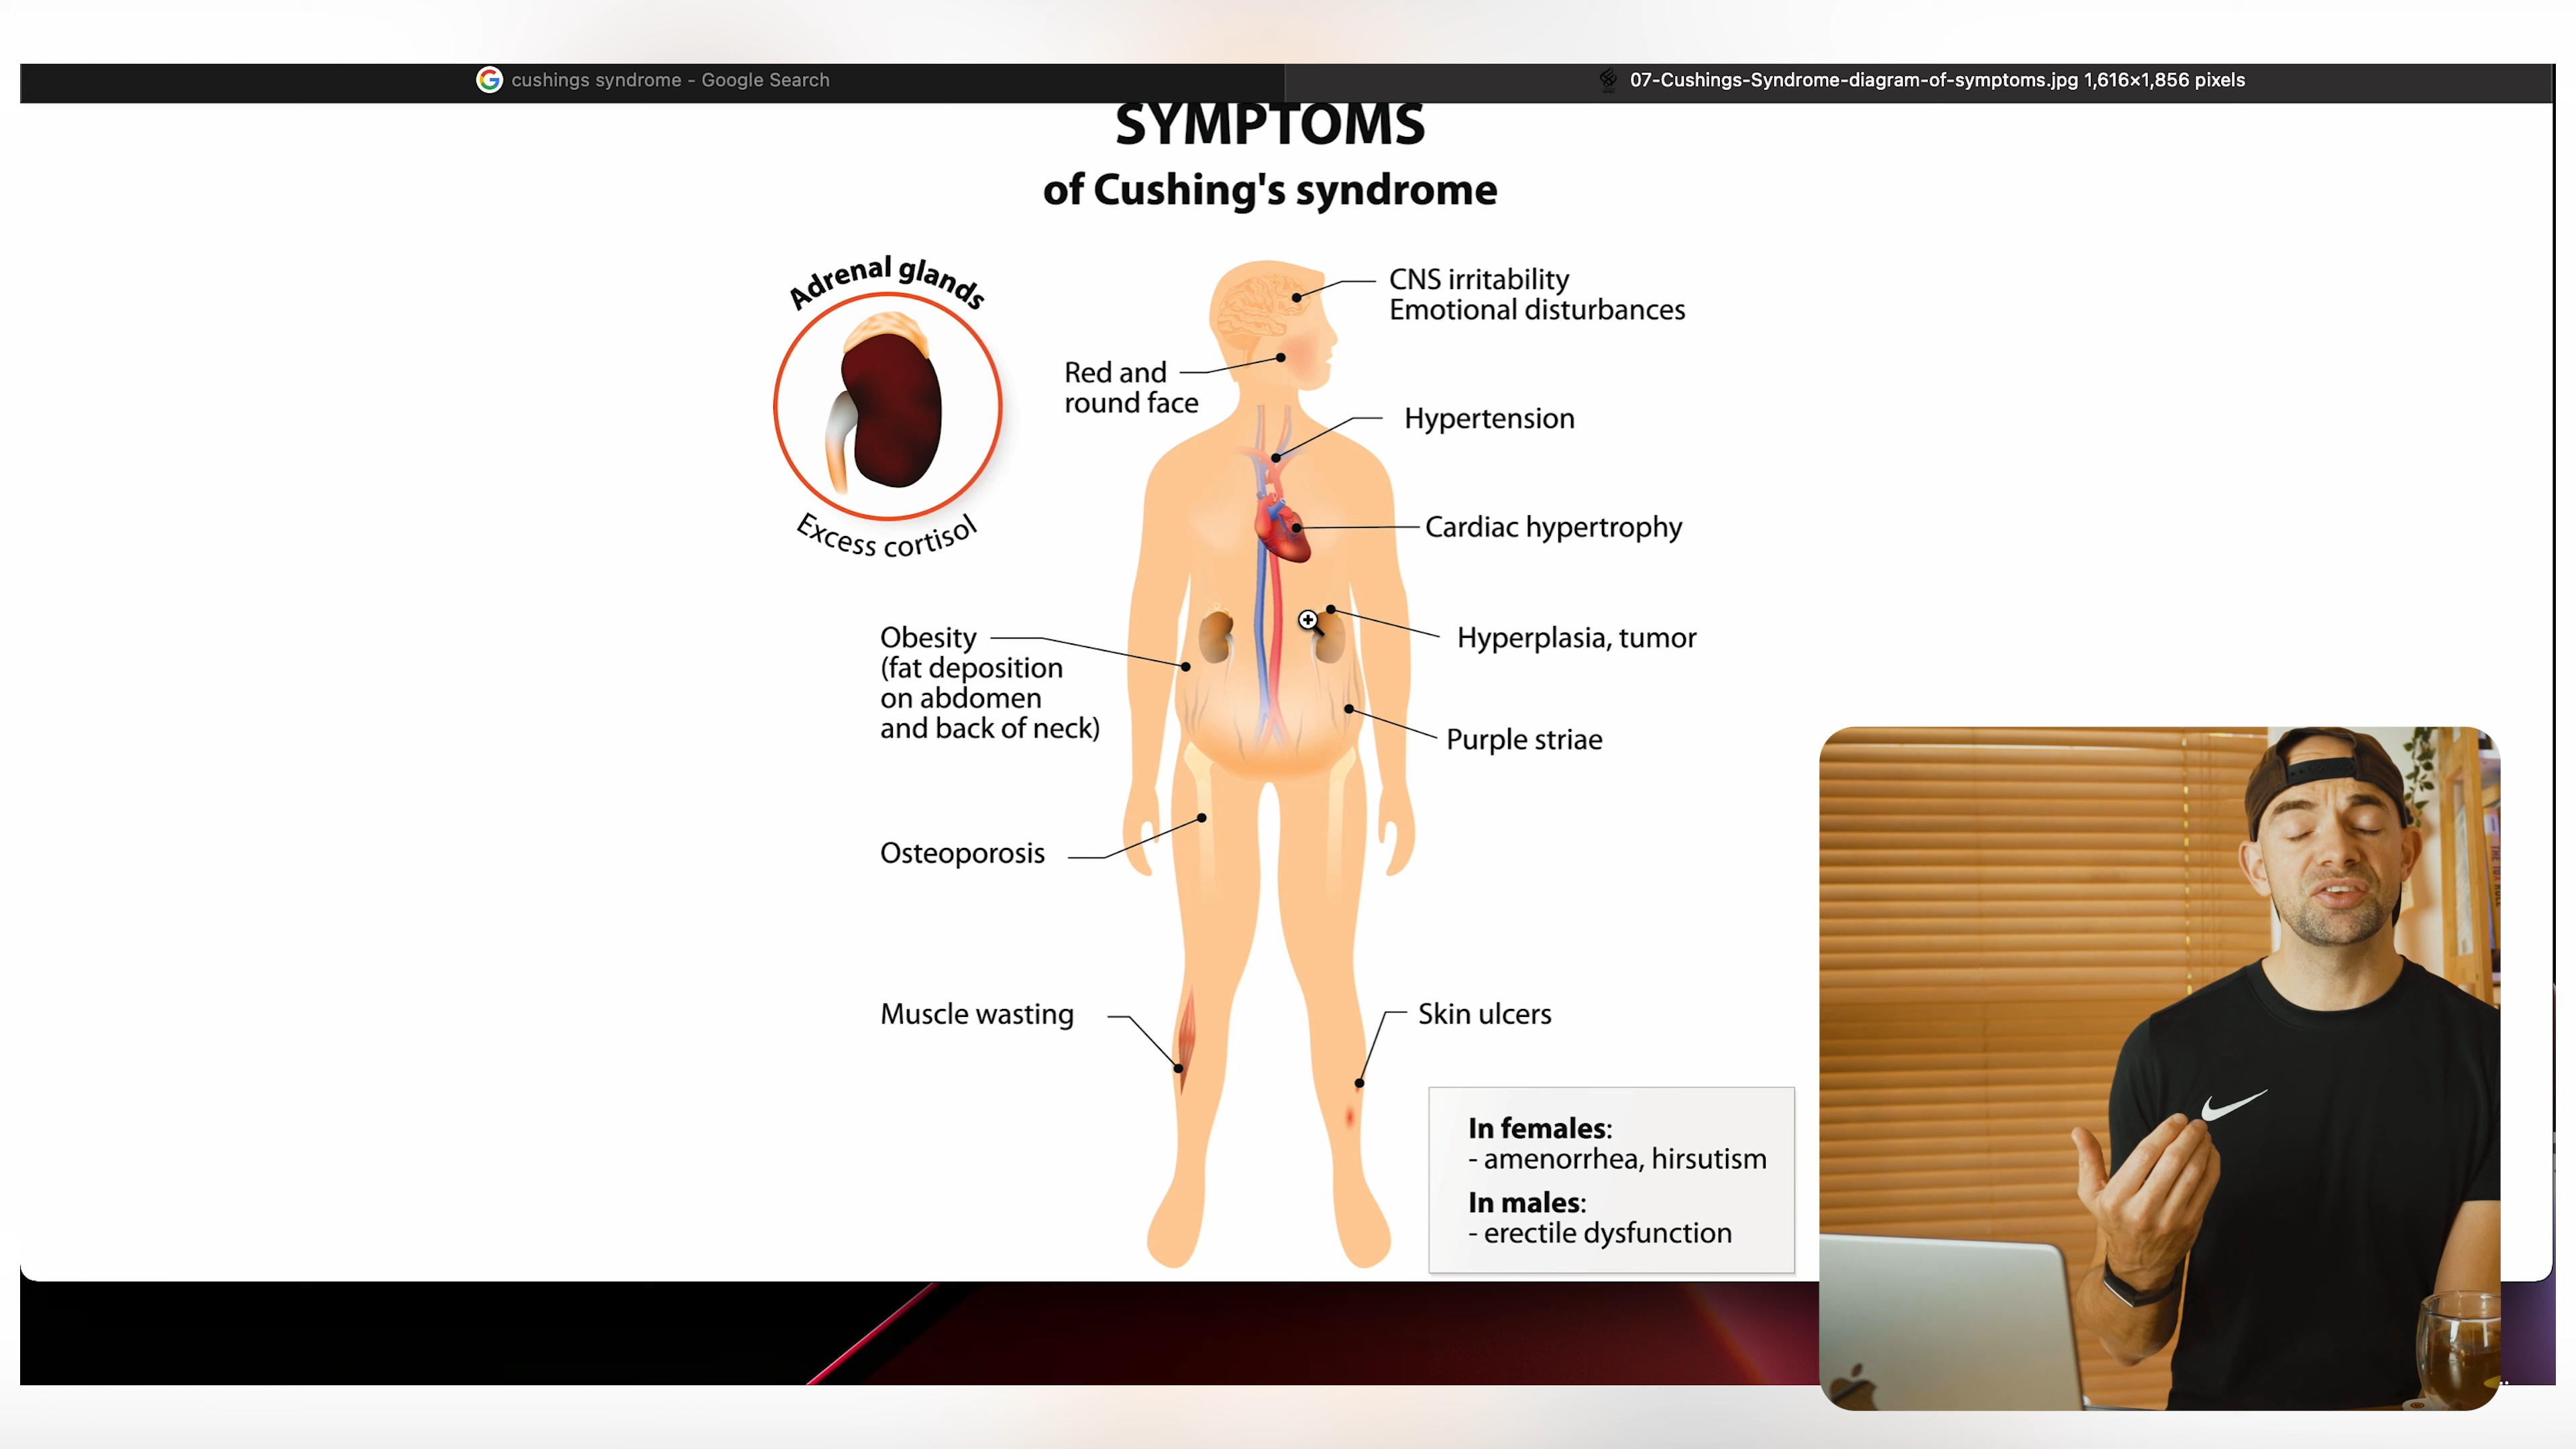 cushings syndrome - Google Search
07-Cushings-Syndrome-diagram-of-symptoms.jpg 1,616×1,856 pixels
SYMPTOMS
of Cushing's syndrome
Adrenal glands
Excess cortisol
CNS irritability
Emotional disturbances
Red and
round face
Hypertension
Cardiac hypertrophy
Obesity
(fat deposition
on abdomen
and back of neck)
Hyperplasia, tumor
Purple striae
Osteoporosis
Muscle wasting
Skin ulcers
In females:
- amenorrhea, hirsutism
In males:
- erectile dysfunction